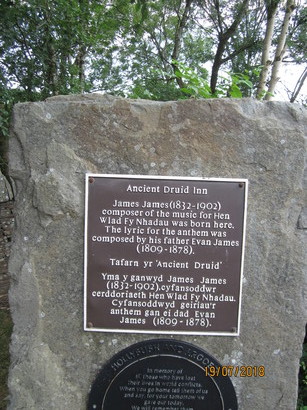 Ancient Druid Inn
James James (1832-1902)
composer of the music for Hen
Wlad Fy Nhadau was born here.
The lyric for the anthem was
composed by his father Evan James
(1809-1878).
Tafarn yr 'Ancient Druid'
Yma y ganwyd James James
(1832-1902), cyfansoddwr
cerddoriaeth Hen Wlad Fy Nhadau.
Cyfansoddwyd geiriau'r
anthem gan ei dad Evan
James (1809-1878).
In memory of
those who have lost
their lives in world conflicts.
When you go home tell them of us
and say, for your tomorrow we
gave our today
We will remember them
19/07/2018